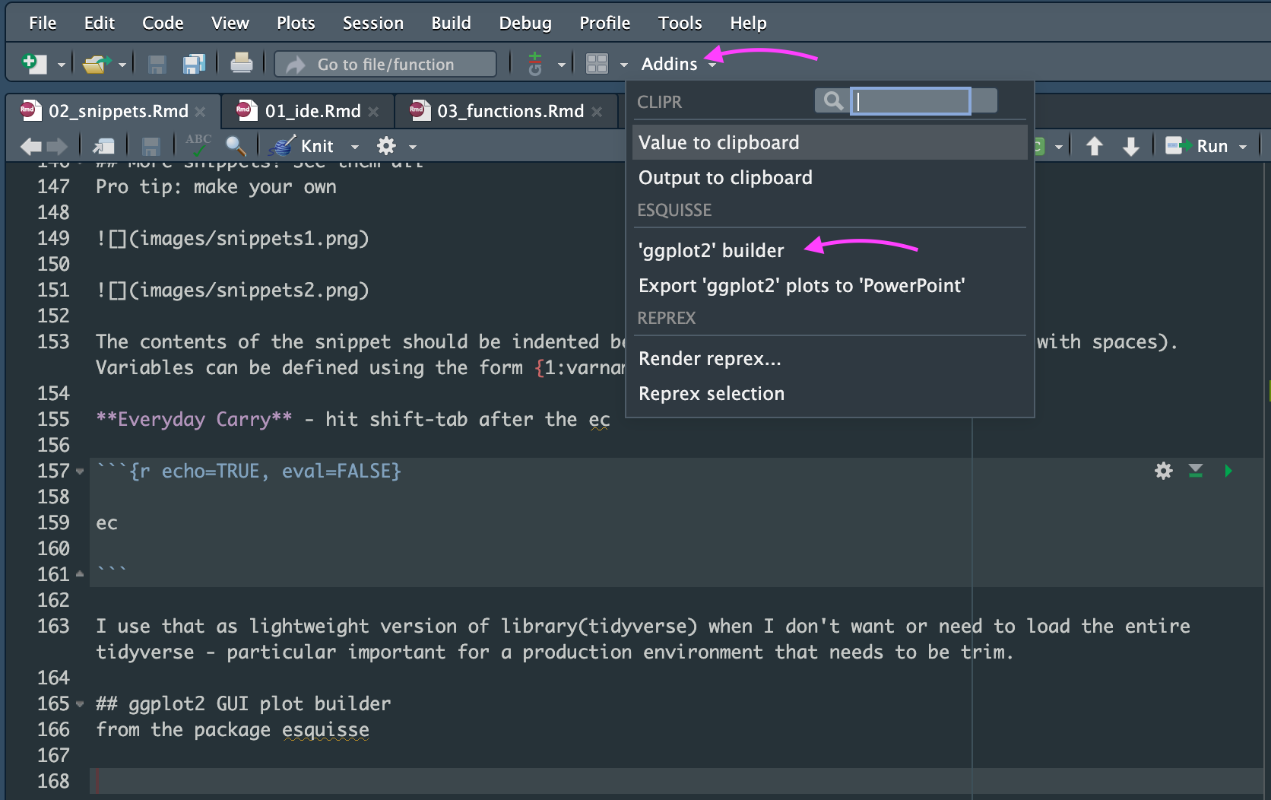 File Edit Code View Plots Session Build Debug Profile Tools Help
Go to file/function Addins
02_snippets.Rmd 01_ide.Rmd 03_functions.Rmd
ABC Knit Run
CLIPR
Value to clipboard
Output to clipboard
ESQUISSE
'ggplot2' builder
Export 'ggplot2' plots to 'PowerPoint'
REPREX
Render reprex...
Reprex selection
146 ## More snippets? See them all
147 Pro tip: make your own
148
149 ![](images/snippets1.png)
150
151 ![](images/snippets2.png)
152
153 The contents of the snippet should be indented be with spaces).
Variables can be defined using the form {1:varnam
154
155 **Everyday Carry** - hit shift-tab after the ec
156
157 ```{r echo=TRUE, eval=FALSE}
158
159 ec
160
161 ```
162
163 I use that as lightweight version of library(tidyverse) when I don't want or need to load the entire
tidyverse - particular important for a production environment that needs to be trim.
164
165 ## ggplot2 GUI plot builder
166 from the package esquisse
167
168